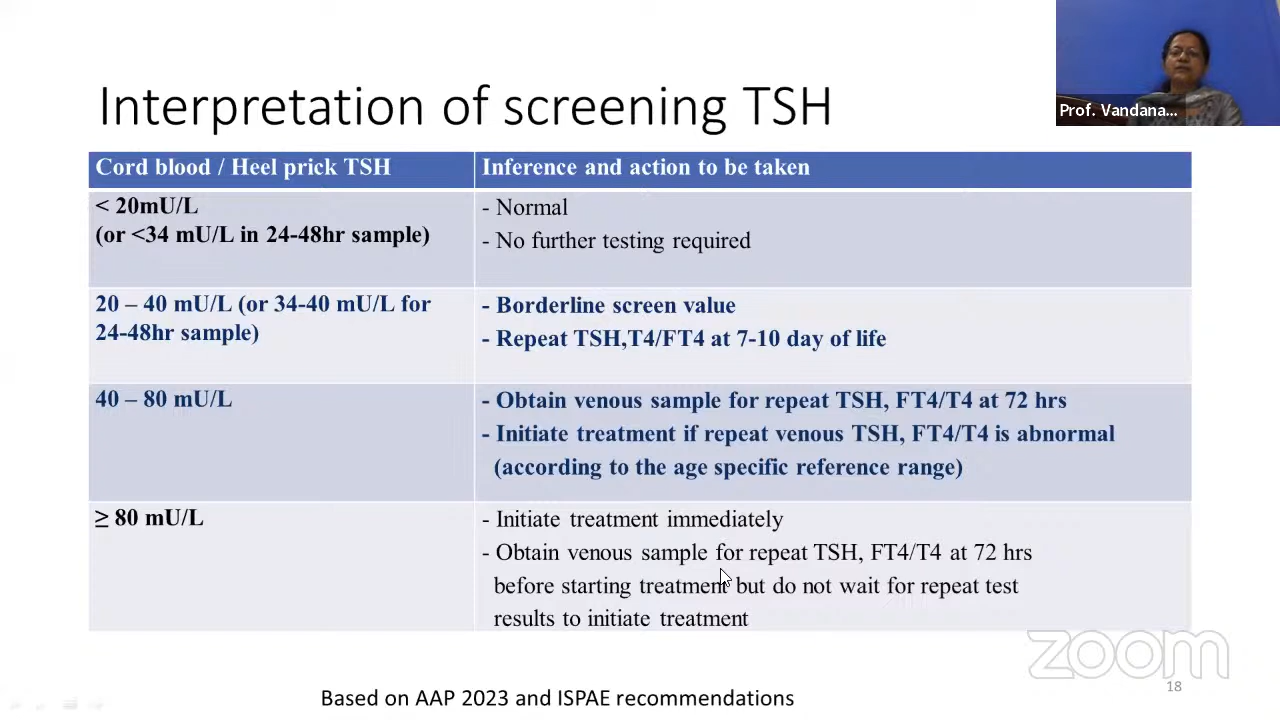 Prof. Vandana...
Interpretation of screening TSH
Cord blood / Heel prick TSH
Inference and action to be taken
< 20mU/L
(or <34 mU/L in 24-48hr sample)
- Normal
- No further testing required
20 – 40 mU/L (or 34-40 mU/L for
24-48hr sample)
- Borderline screen value
- Repeat TSH,T4/FT4 at 7-10 day of life
40 – 80 mU/L
- Obtain venous sample for repeat TSH, FT4/T4 at 72 hrs
- Initiate treatment if repeat venous TSH, FT4/T4 is abnormal
(according to the age specific reference range)
≥ 80 mU/L
- Initiate treatment immediately
- Obtain venous sample for repeat TSH, FT4/T4 at 72 hrs
before starting treatment but do not wait for repeat test
results to initiate treatment
zoom
18
Based on AAP 2023 and ISPAE recommendations